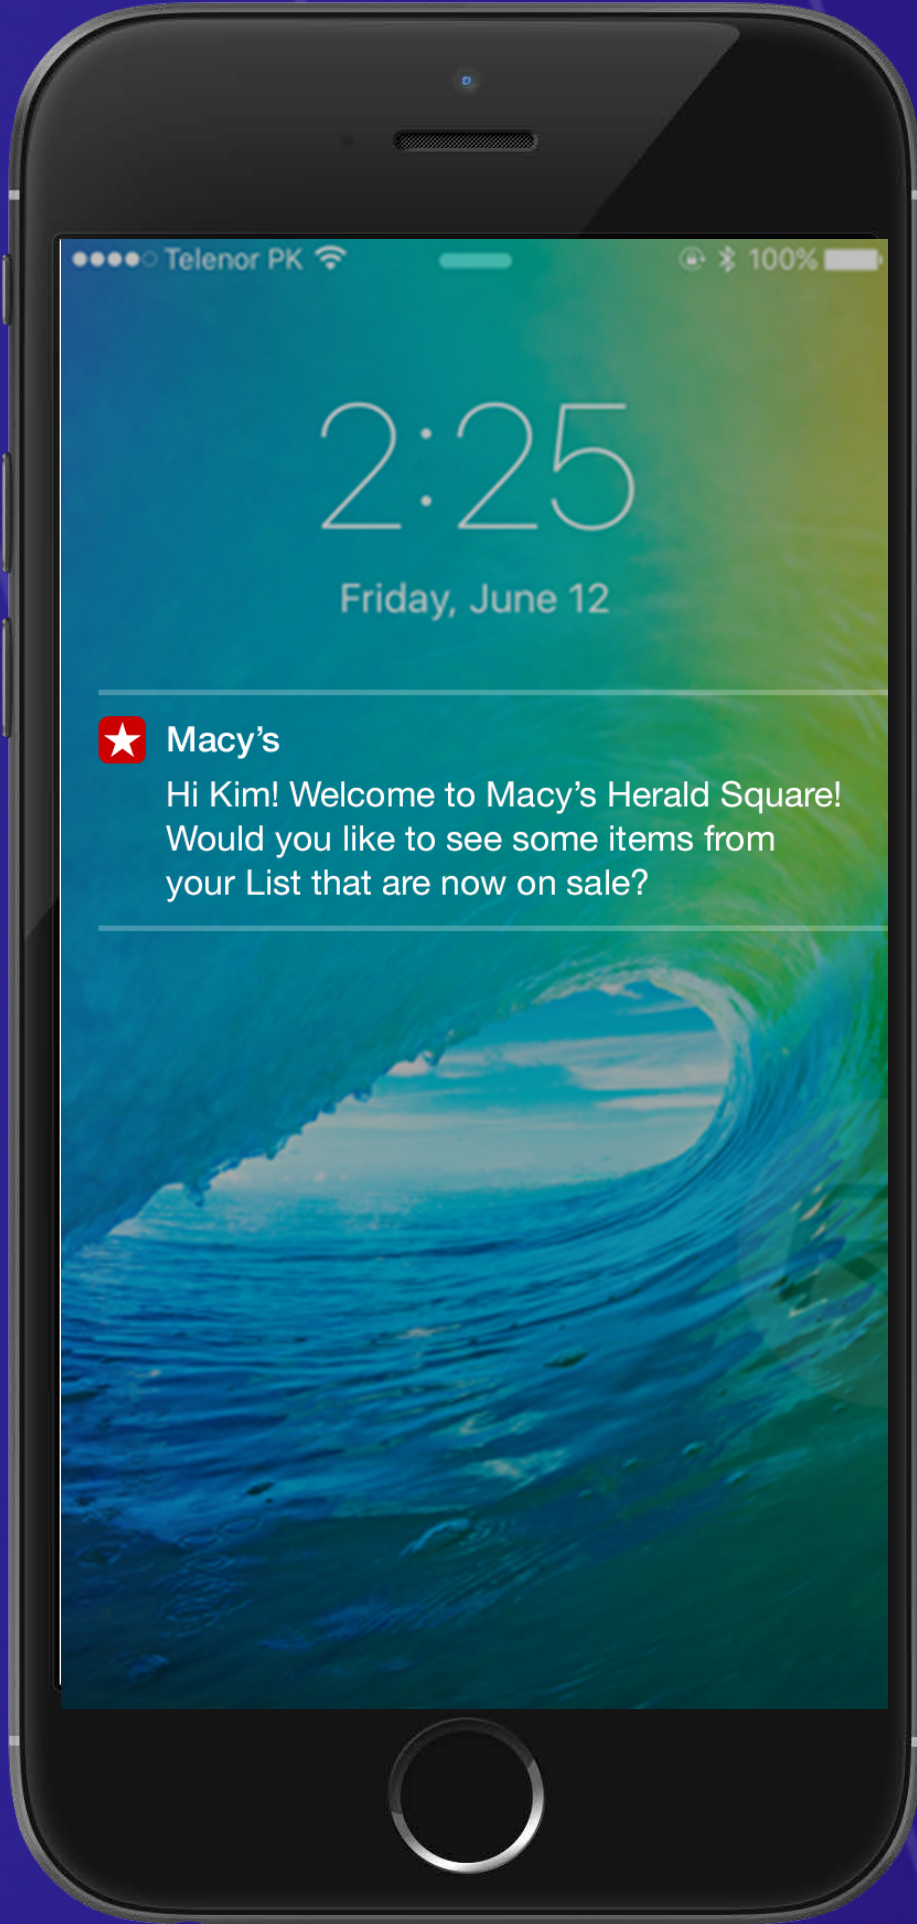 Telenor PK 100%
2:25
Friday, June 12
Macy's
Hi Kim! Welcome to Macy's Herald Square!
Would you like to see some items from
your List that are now on sale?